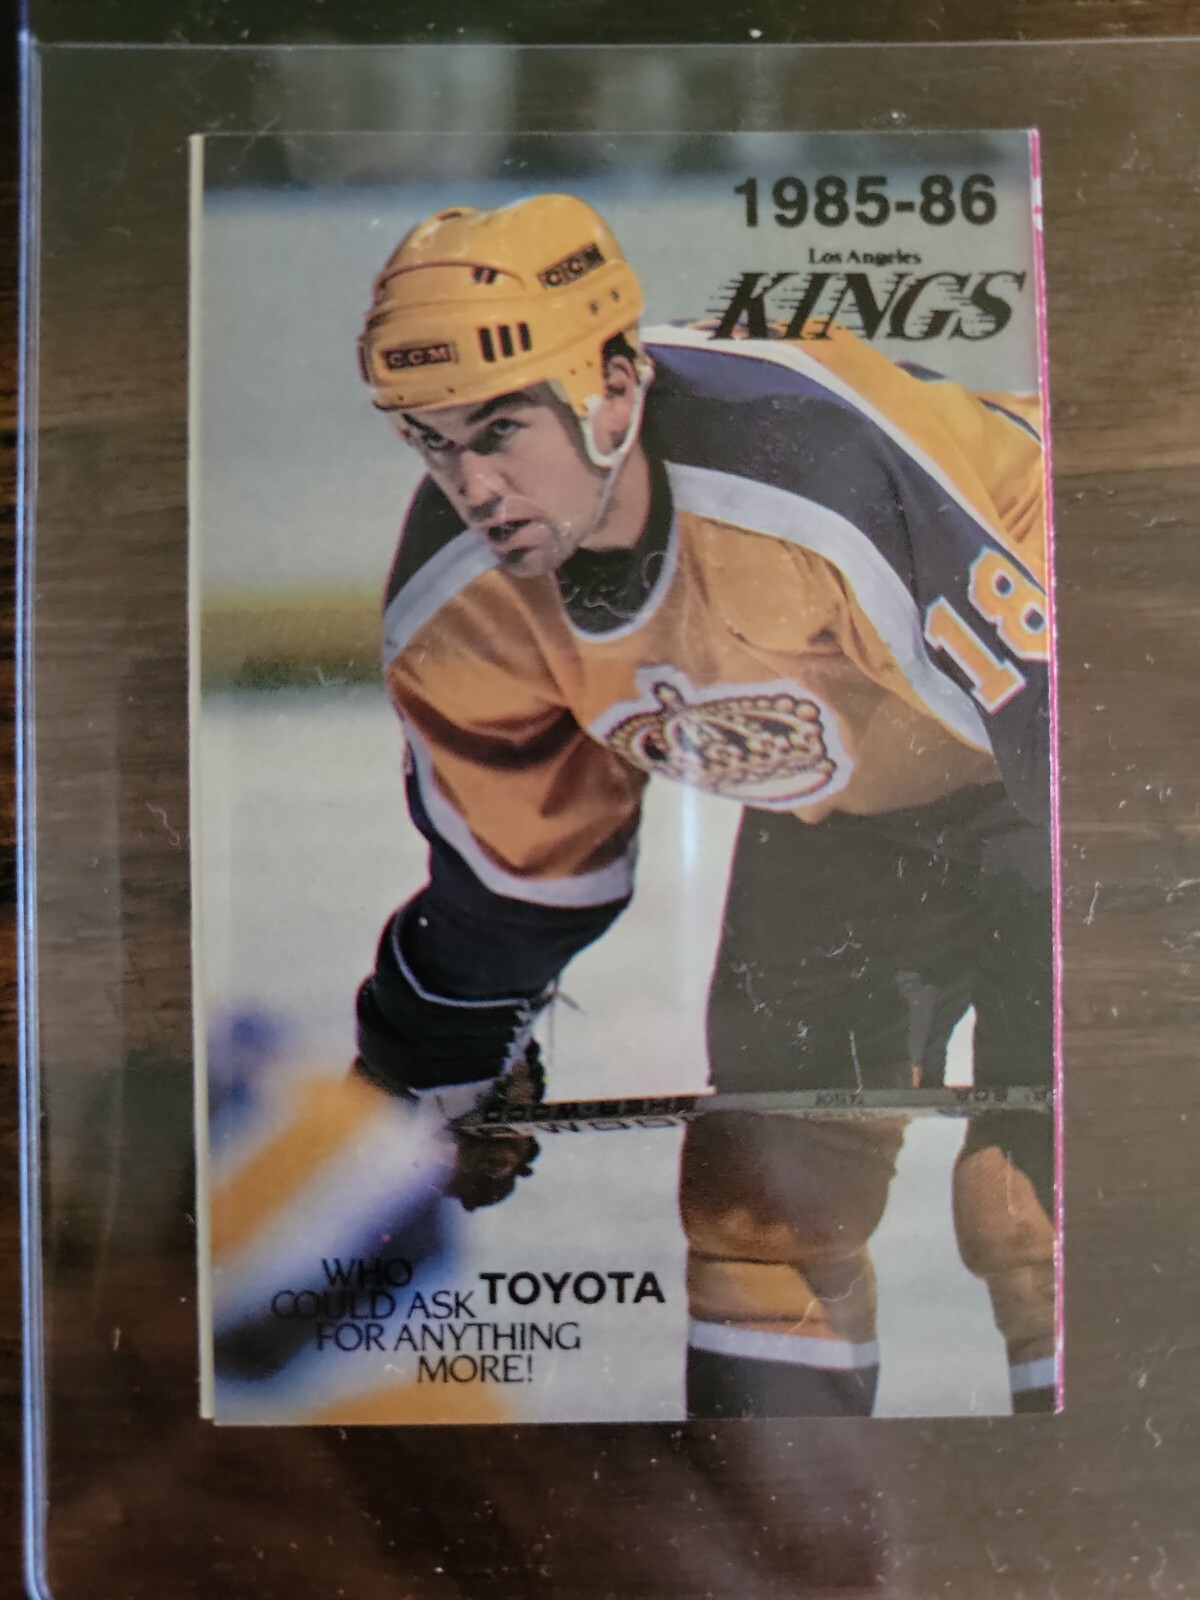 1985-86
Los Angeles
KINGS
CCM
CCM
18
WHO
COULD ASK TOYOTA
FOR ANYTHING
MORE!